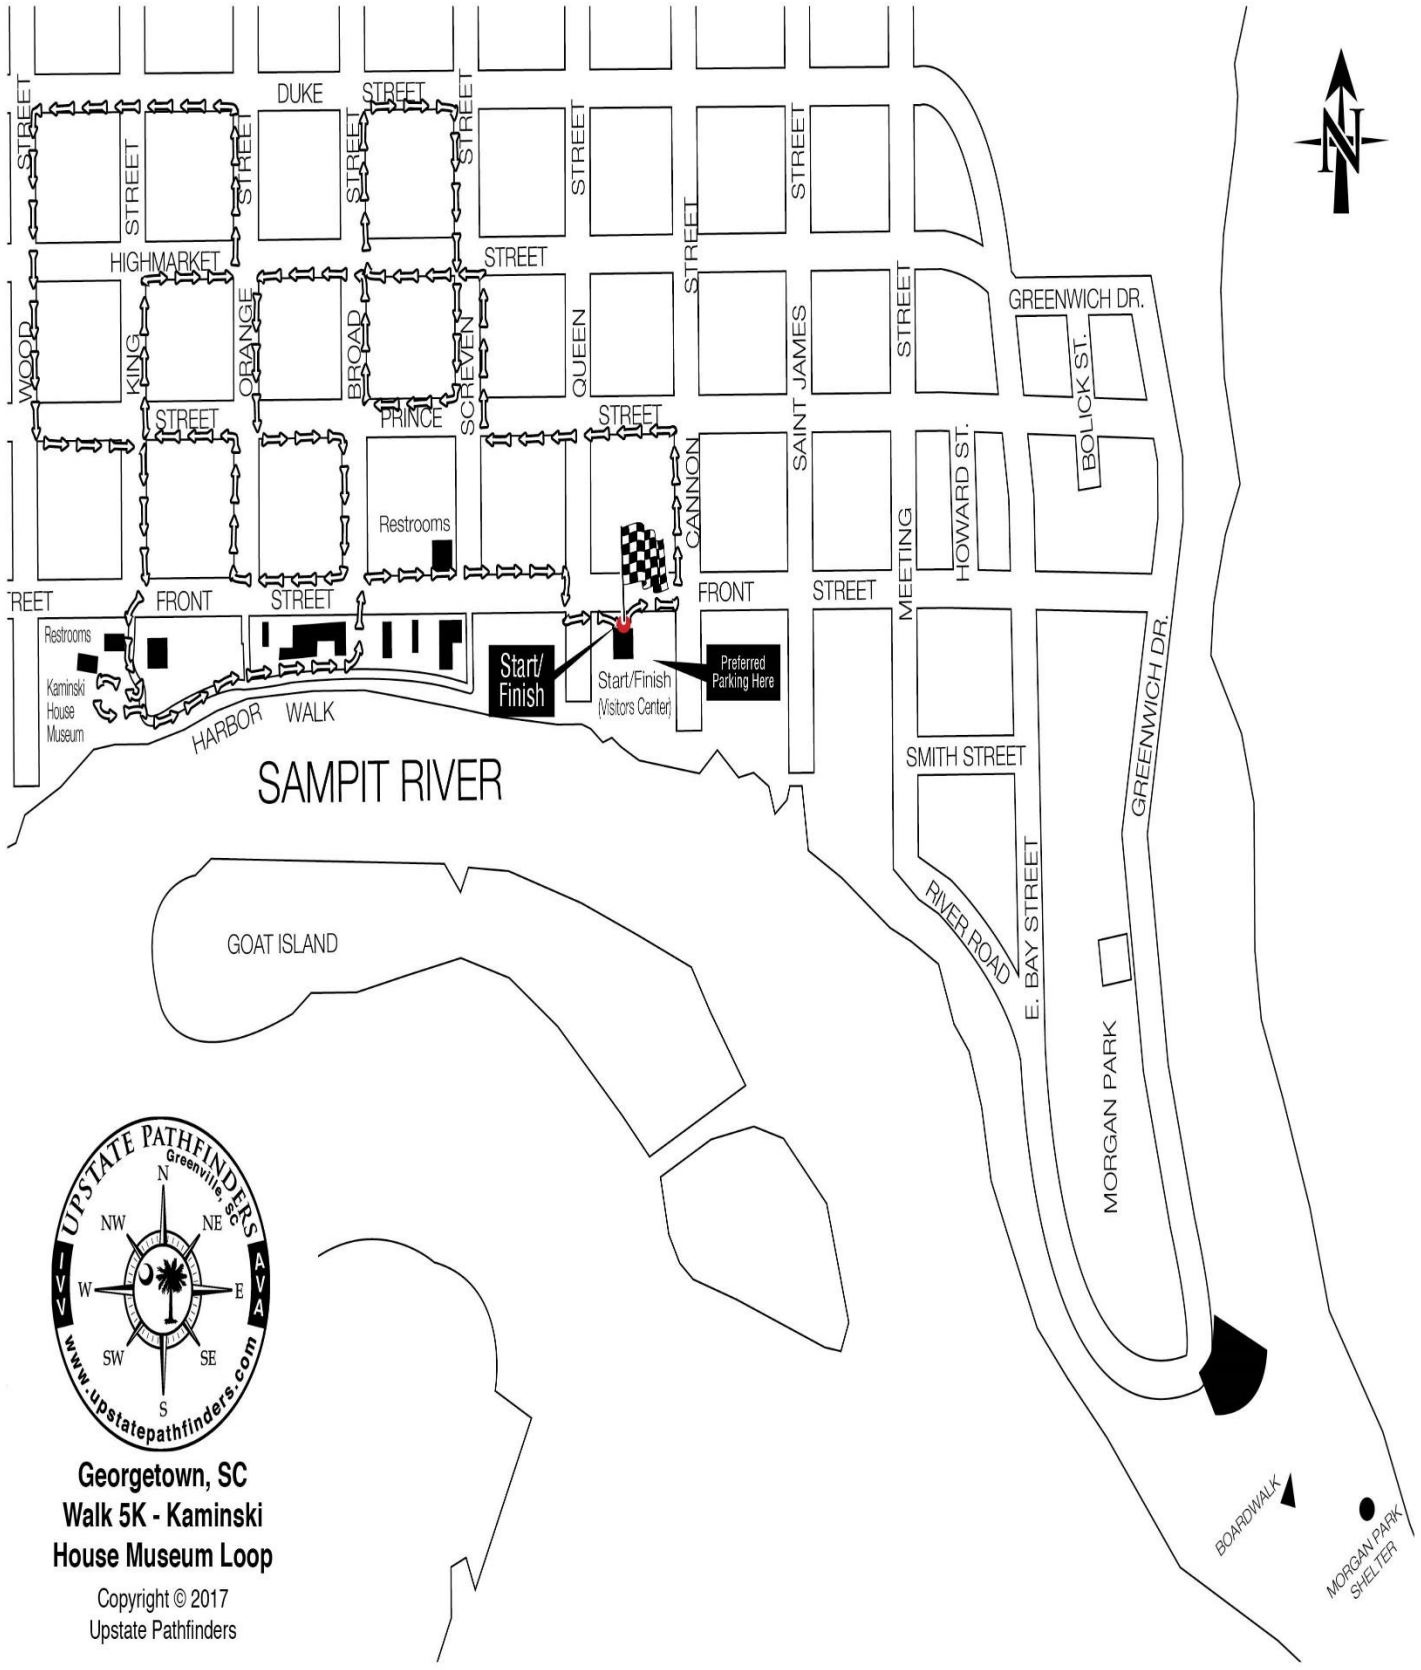 DUKE STREET
STREET
STREET
STREET
STREET
STREET
STREET
STREET
STREET
N
HIGHMARKET STREET
STREET
GREENWICH DR.
WOOD
KING
ORANGE
BROAD
SCREVEN
QUEEN
SAINT JAMES
BOLICK ST.
STREET PRINCE STREET
CANNON
MEETING
HOWARD ST.
Restrooms
REET FRONT STREET FRONT STREET
Restrooms
Kaminski
House
Museum
Start/
Finish
Start/Finish
(Visitors Center)
Preferred
Parking Here
HARBOR WALK
SAMPIT RIVER
SMITH STREET
GREENWICH DR.
RIVER ROAD
E. BAY STREET
GOAT ISLAND
MORGAN PARK
UPSTATE PATHFINDERS
Greenville, SC
N
NW NE
W E
SW SE
S
IVV
AVA
www.upstatepathfinders.com
Georgetown, SC
Walk 5K - Kaminski
House Museum Loop
Copyright © 2017
Upstate Pathfinders
BOARDWALK
MORGAN PARK
SHELTER